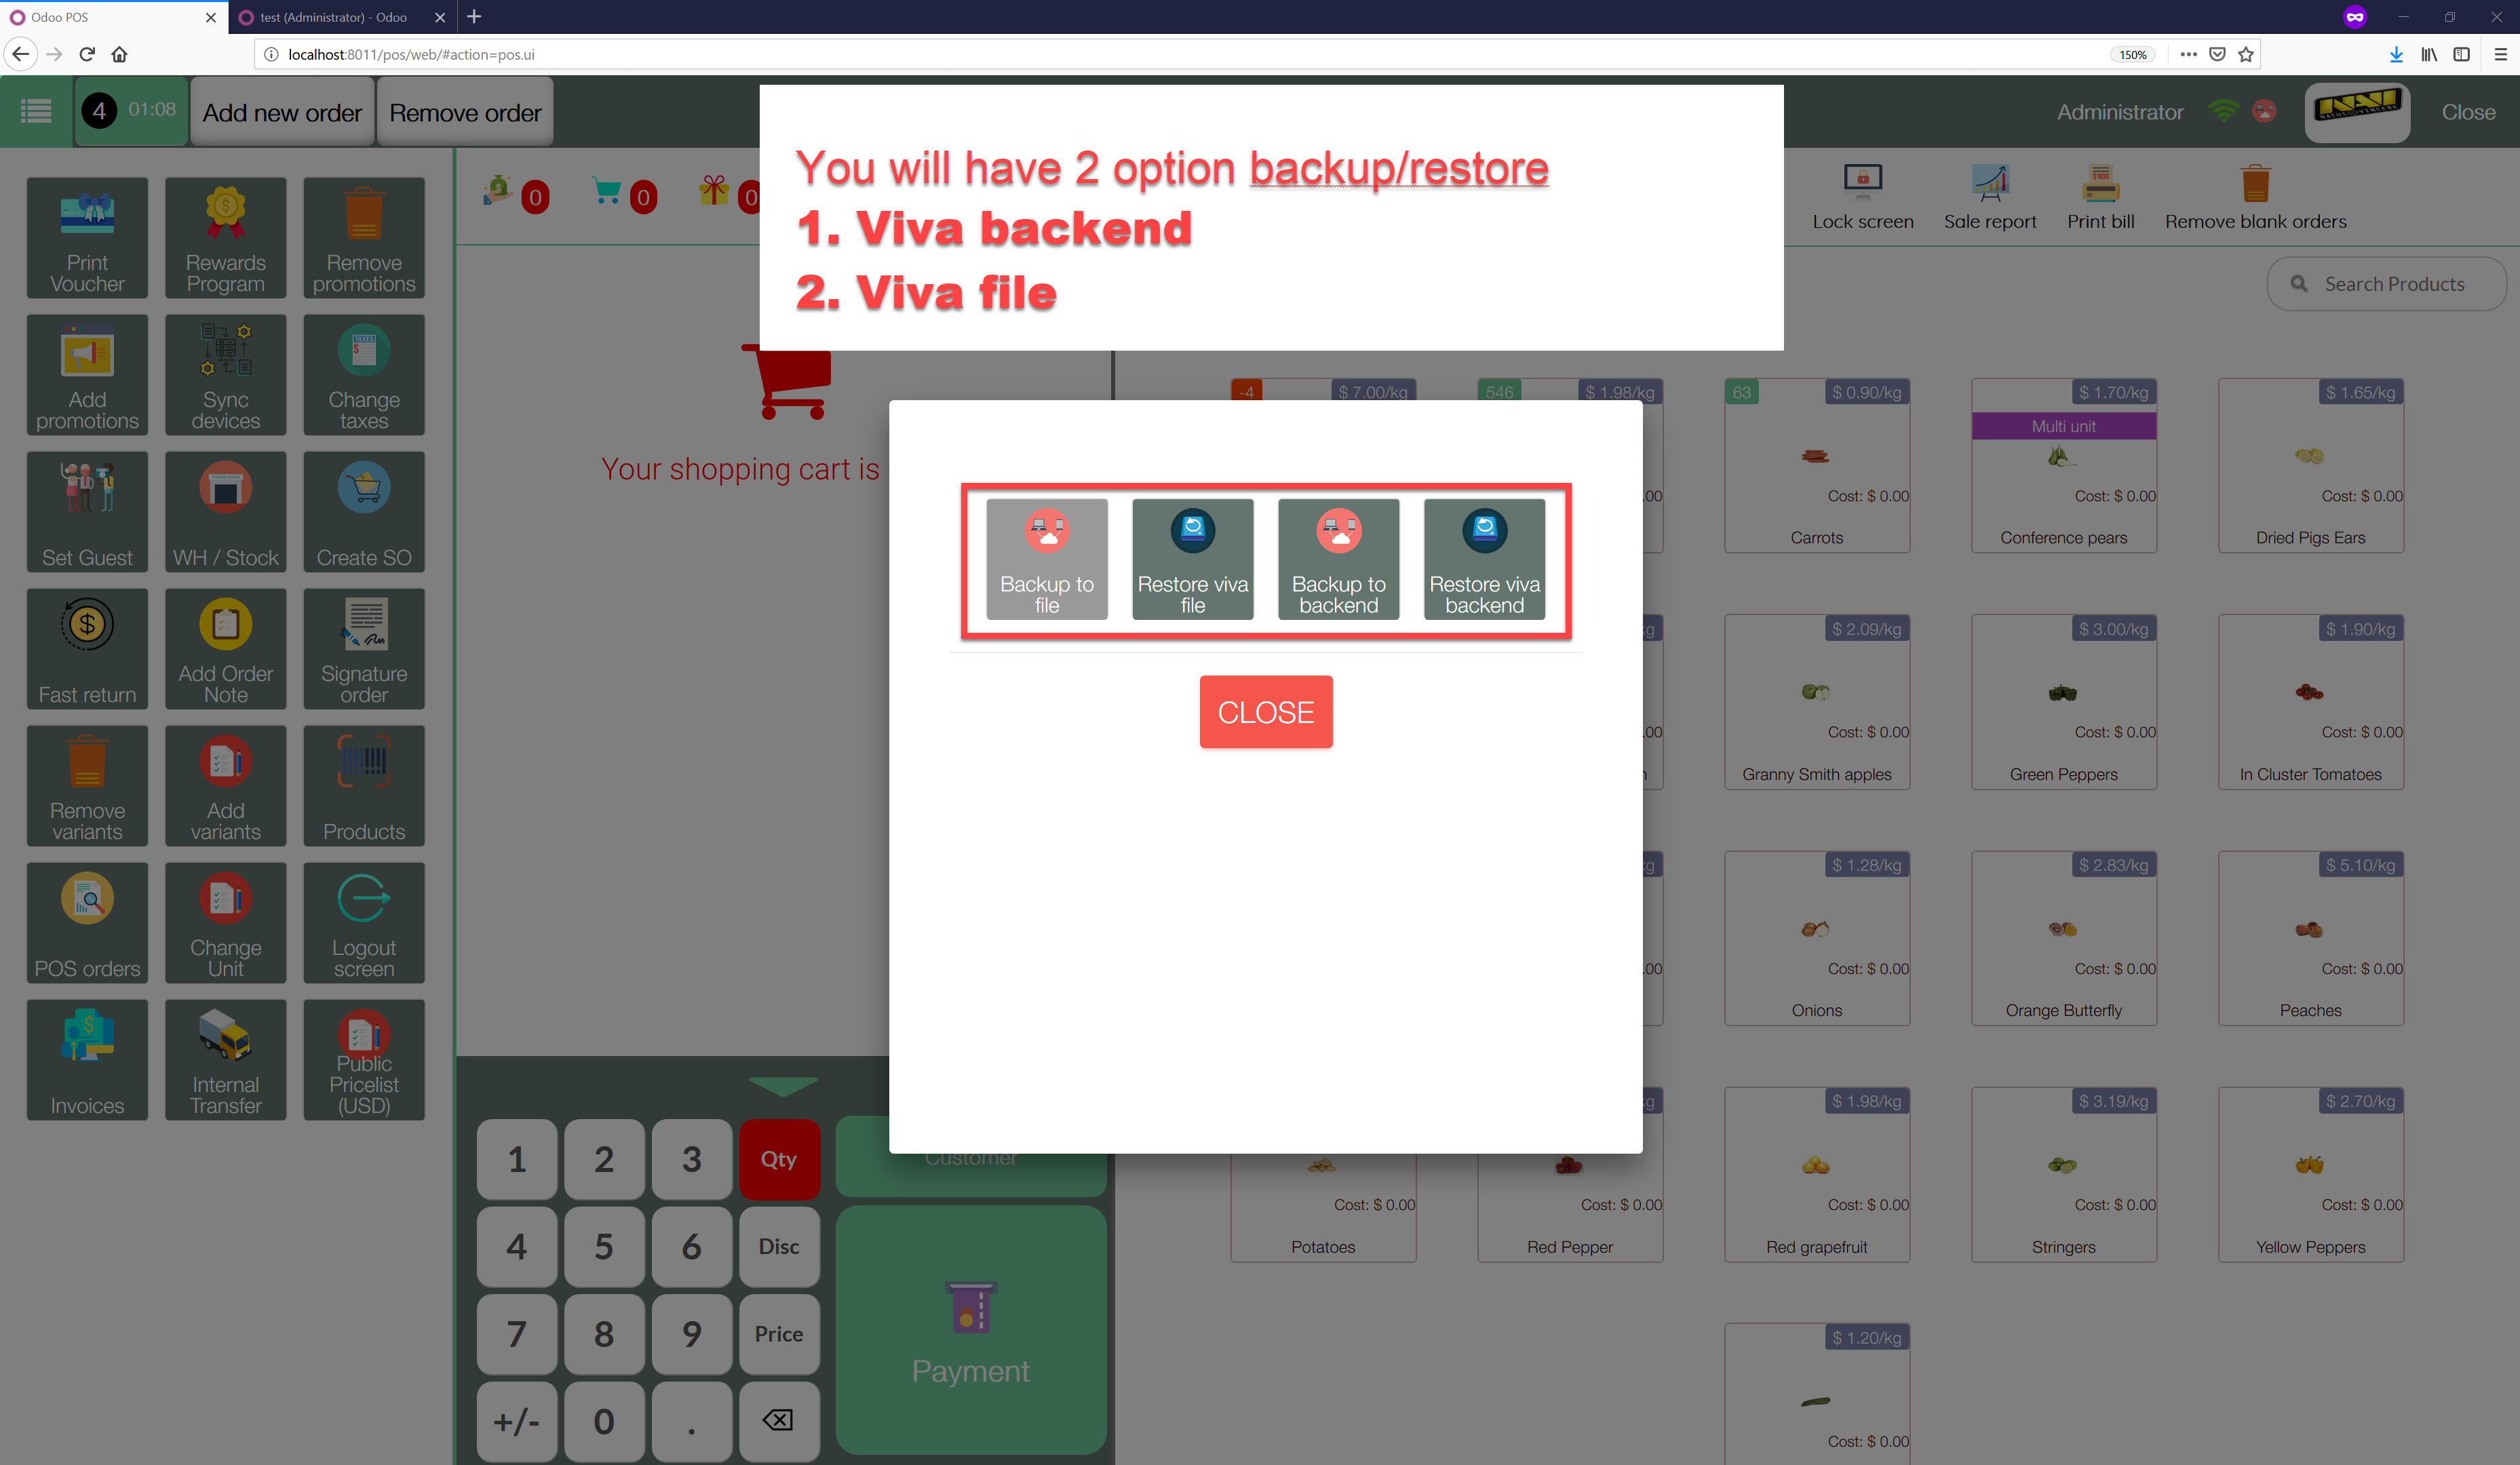 Odoo POS
test (Administrator) - Odoo
localhost:8011/pos/web/#action=pos.ui
150%
4 01:08
Add new order
Remove order
Administrator
NATUS VINCERE
Close
You will have 2 option backup/restore
1. Viva backend
2. Viva file
0
0
0
Lock screen
Sale report
Print bill
Remove blank orders
Search Products
Print
Voucher
Rewards
Program
Remove
promotions
Add
promotions
Sync
devices
Change
taxes
Set Guest
WH / Stock
Create SO
Fast return
Add Order
Note
Signature
order
Remove
variants
Add
variants
Products
POS orders
Change
Unit
Logout
screen
Invoices
Internal
Transfer
Public
Pricelist
(USD)
Your shopping cart is
Backup to
file
Restore viva
file
Backup to
backend
Restore viva
backend
CLOSE
-4 $ 7.00/kg
546 $ 1.98/kg
63 $ 0.90/kg
Cost: $ 0.00
Carrots
$ 1.70/kg
Multi unit
Cost: $ 0.00
Conference pears
$ 1.65/kg
Cost: $ 0.00
Dried Pigs Ears
$ 2.09/kg
Cost: $ 0.00
Granny Smith apples
$ 3.00/kg
Cost: $ 0.00
Green Peppers
$ 1.90/kg
Cost: $ 0.00
In Cluster Tomatoes
$ 1.28/kg
Cost: $ 0.00
Onions
$ 2.83/kg
Cost: $ 0.00
Orange Butterfly
$ 5.10/kg
Cost: $ 0.00
Peaches
Cost: $ 0.00
Potatoes
Cost: $ 0.00
Red Pepper
$ 1.98/kg
Cost: $ 0.00
Red grapefruit
$ 3.19/kg
Cost: $ 0.00
Stringers
$ 2.70/kg
Cost: $ 0.00
Yellow Peppers
$ 1.20/kg
Cost: $ 0.00
1 2 3 Qty
4 5 6 Disc
7 8 9 Price
+/- 0 .
Customer
Payment